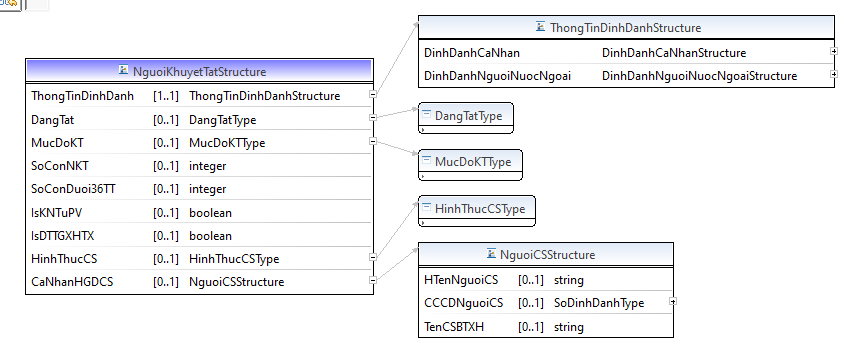 ThongTinDinhDanhStructure
DinhDanhCaNhan DinhDanhCaNhanStructure
DinhDanhNguoiNuocNgoai DinhDanhNguoiNuocNgoaiStructure
NguoiKhuyetTatStructure
ThongTinDinhDanh [1..1] ThongTinDinhDanhStructure
DangTat [0..1] DangTatType
MucDoKT [0..1] MucDoKTType
SoConNKT [0..1] integer
SoConDuoi36TT [0..1] integer
IsKNTuPV [0..1] boolean
IsDTTGXHTX [0..1] boolean
HinhThucCS [0..1] HinhThucCSType
CaNhanHGDCS [0..1] NguoiCSStructure
DangTatType
MucDoKTType
HinhThucCSType
NguoiCSStructure
HTenNguoiCS [0..1] string
CCCDNguoiCS [0..1] SoDinhDanhType
TenCSBTXH [0..1] string